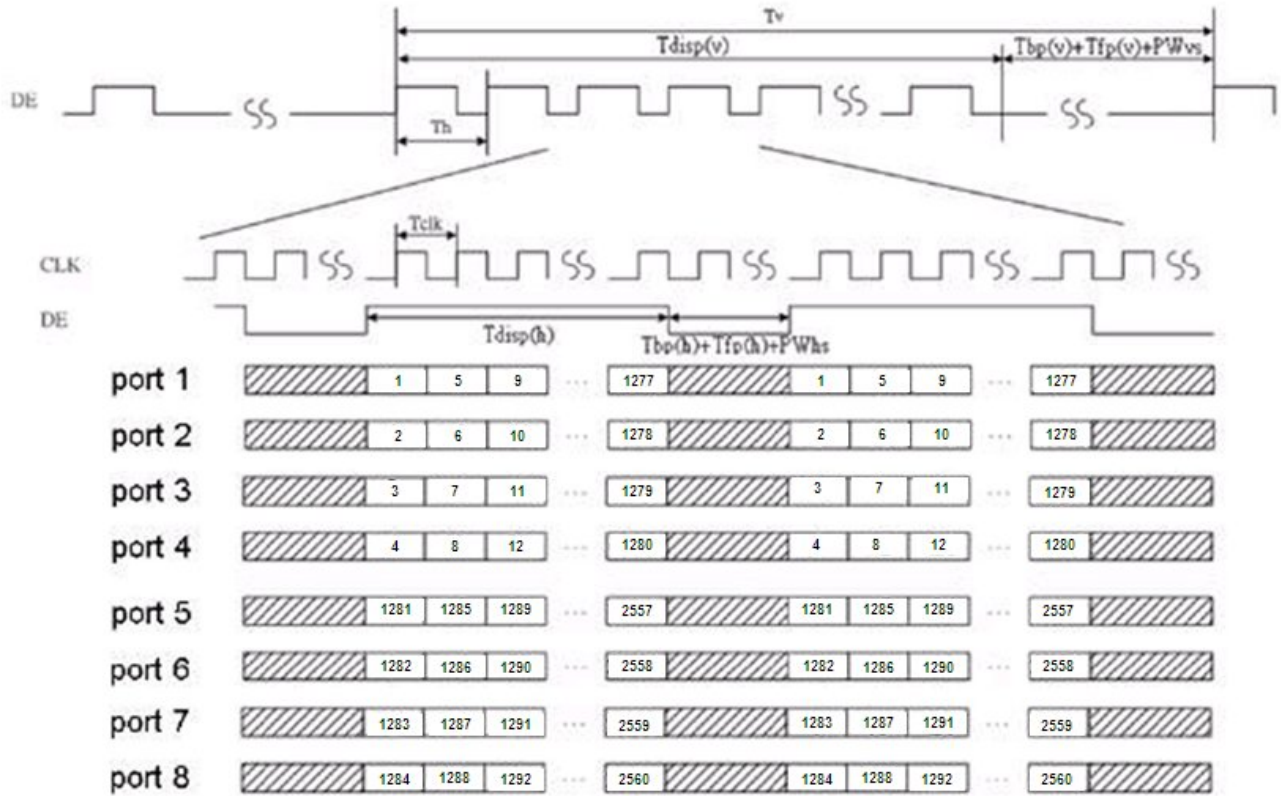 Tv
Tdisp(v)
Tbp(v)+Tfp(v)+PWvs
DE
Th
Tclk
CLK
DE
Tdisp(h)
Tbp(h)+Tfp(h)+PWhs
port 1 1 5 9 ... 1277 1 5 9 ... 1277
port 2 2 6 10 ... 1278 2 6 10 ... 1278
port 3 3 7 11 ... 1279 3 7 11 ... 1279
port 4 4 8 12 ... 1280 4 8 12 ... 1280
port 5 1281 1285 1289 ... 2557 1281 1285 1289 ... 2557
port 6 1282 1286 1290 ... 2558 1282 1286 1290 ... 2558
port 7 1283 1287 1291 ... 2559 1283 1287 1291 ... 2559
port 8 1284 1288 1292 ... 2560 1284 1288 1292 ... 2560